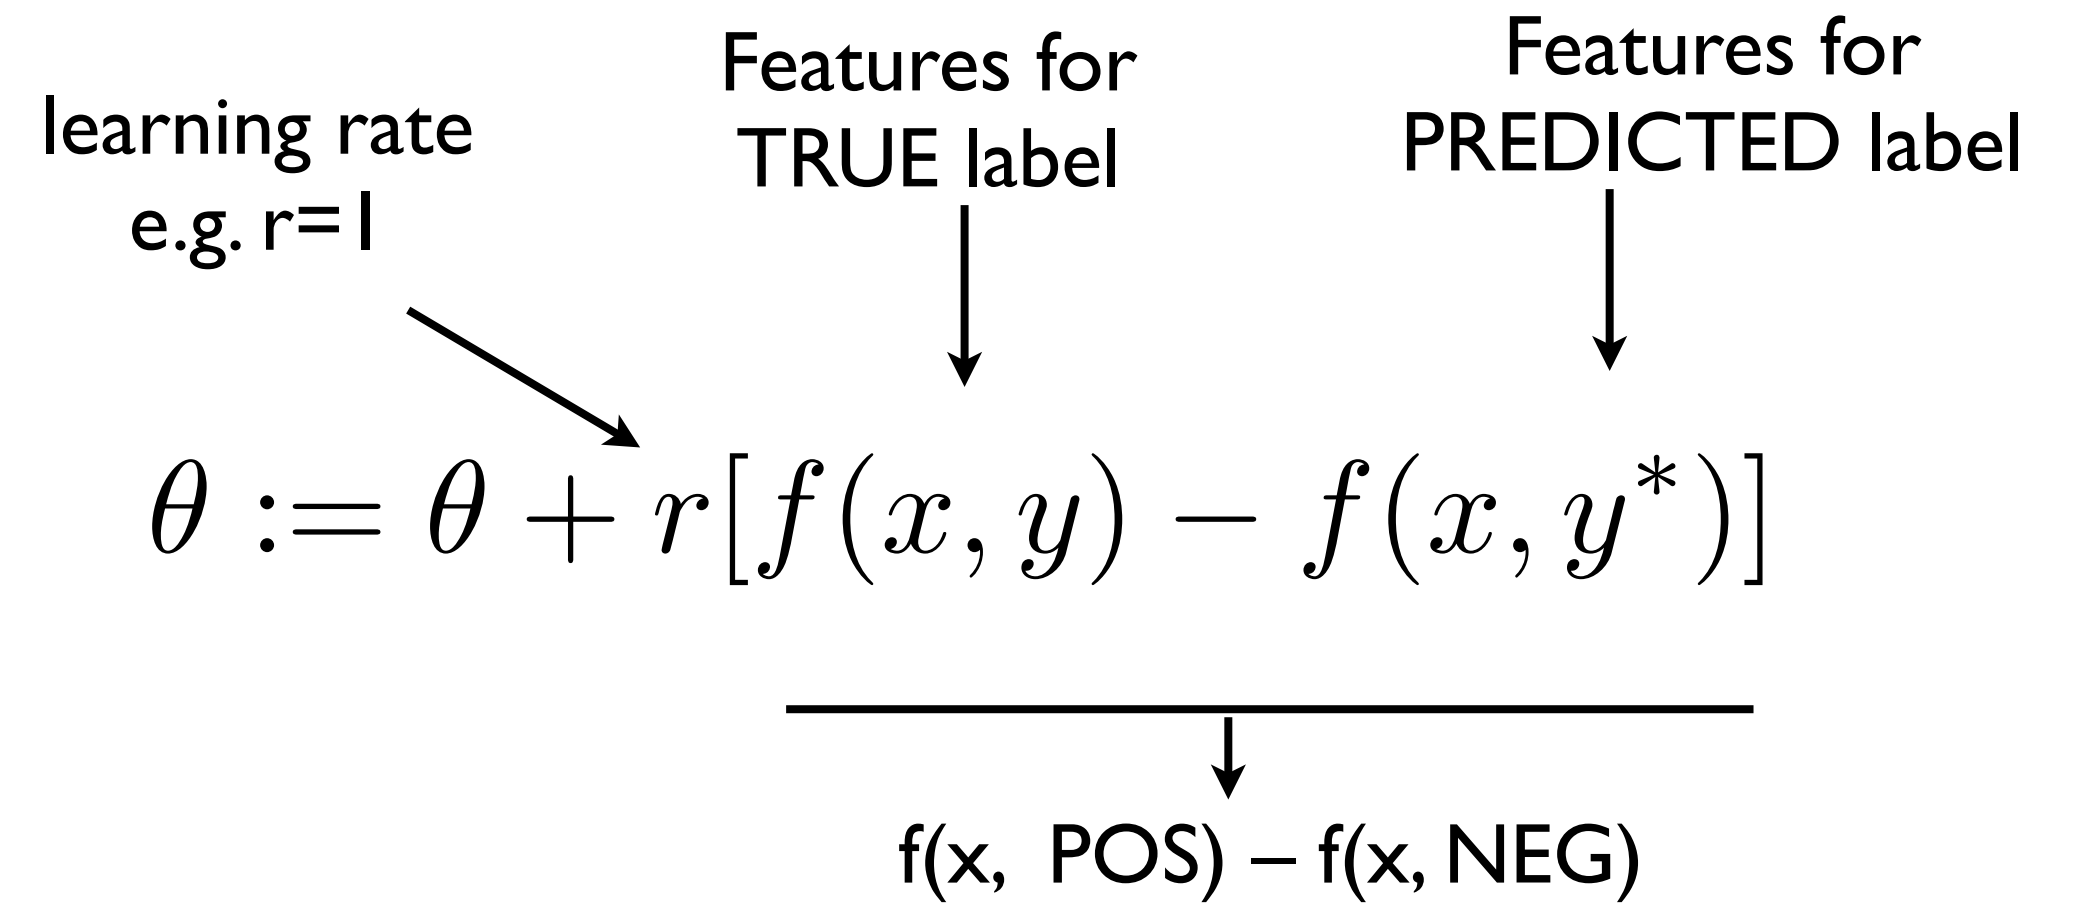 learning rate
e.g. r=1
Features for
TRUE label
Features for
PREDICTED label
θ := θ + r[f(x, y) − f(x, y*)]
f(x, POS) – f(x, NEG)